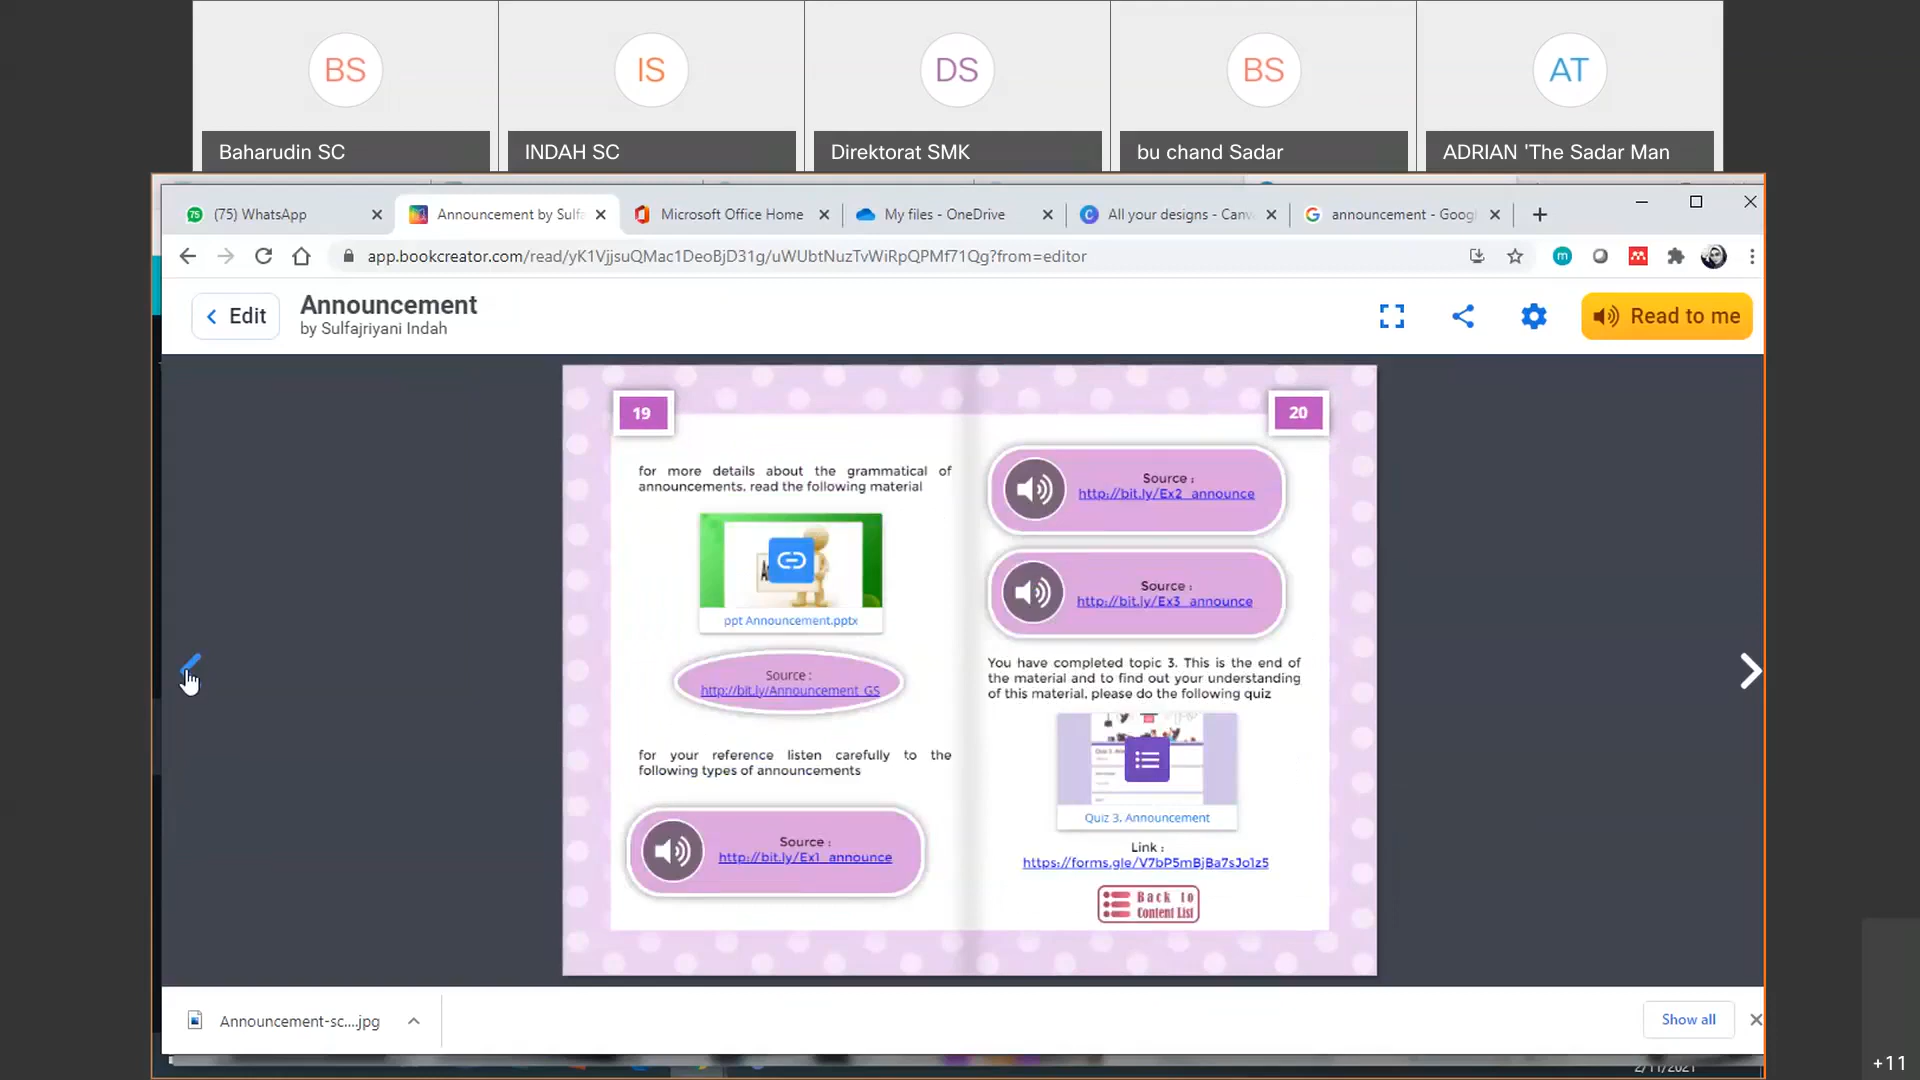 BS
IS
DS
BS
AT
Baharudin SC
INDAH SC
Direktorat SMK
bu chand Sadar
ADRIAN 'The Sadar Man
(75) WhatsApp
Announcement by Sulfa
Microsoft Office Home
My files - OneDrive
All your designs - Canv
announcement - Googl
app.bookcreator.com/read/yK1VjjsuQMac1DeoBjD31g/uWUbtNuzTvWiRpQPMf71Qg?from=editor
Edit
Announcement
by Sulfajriyani Indah
Read to me
19
for more details about the grammatical of
announcements. read the following material
ppt Announcement.pptx
Source :
http://bit.ly/Announcement_GS
for your reference listen carefully to the
following types of announcements
Source :
http://bit.ly/Ex1_announce
20
Source :
http://bit.ly/Ex2_announce
Source :
http://bit.ly/Ex3_announce
You have completed topic 3. This is the end of
the material and to find out your understanding
of this material, please do the following quiz
Quiz 3. Announcement
Link :
https://forms.gle/V7bP5mBjBa7sJo1z5
Back to
Content List
Announcement-sc....jpg
Show all
2/11/2021
+11